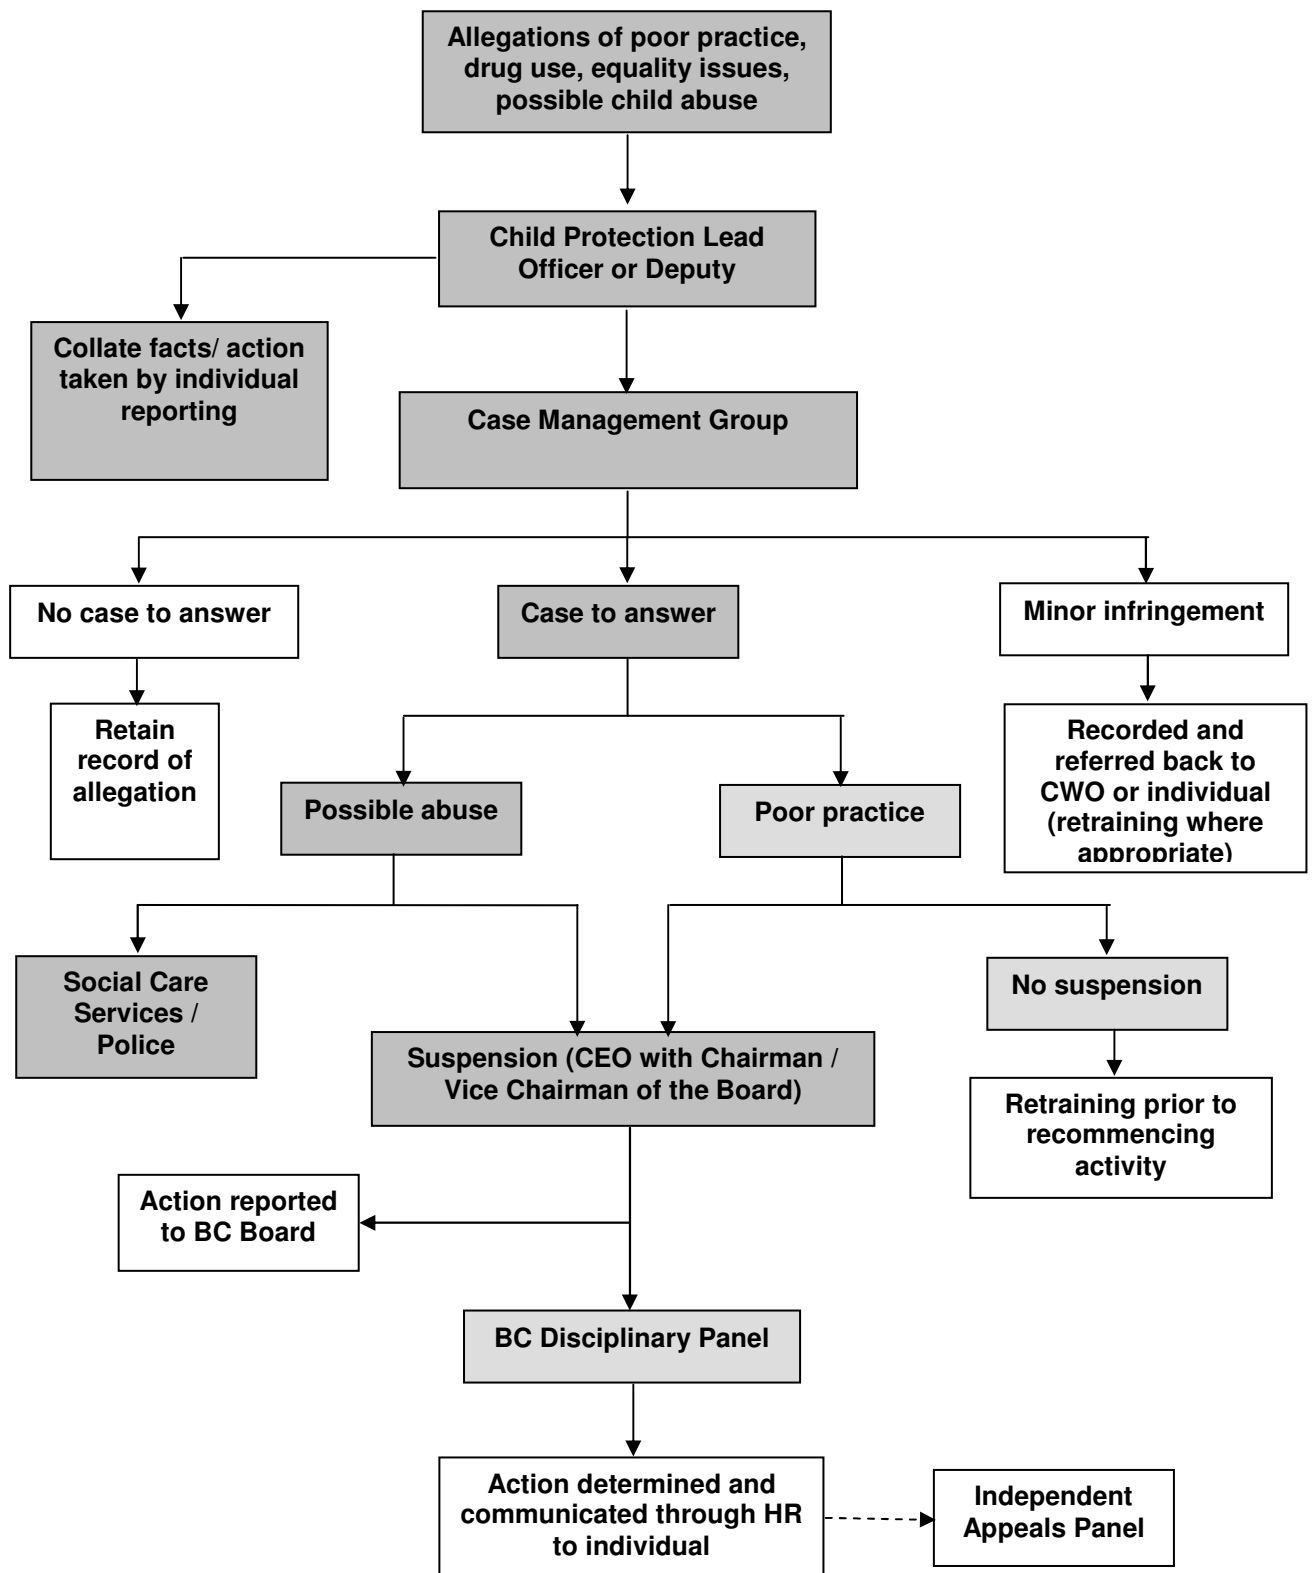 Allegations of poor practice,
drug use, equality issues,
possible child abuse
Child Protection Lead
Officer or Deputy
Collate facts/ action
taken by individual
reporting
Case Management Group
No case to answer
Case to answer
Minor infringement
Retain
record of
allegation
Recorded and
referred back to
CWO or individual
(retraining where
appropriate)
Possible abuse
Poor practice
Social Care
Services /
Police
No suspension
Suspension (CEO with Chairman /
Vice Chairman of the Board)
Retraining prior to
recommencing
activity
Action reported
to BC Board
BC Disciplinary Panel
Action determined and
communicated through HR
to individual
Independent
Appeals Panel